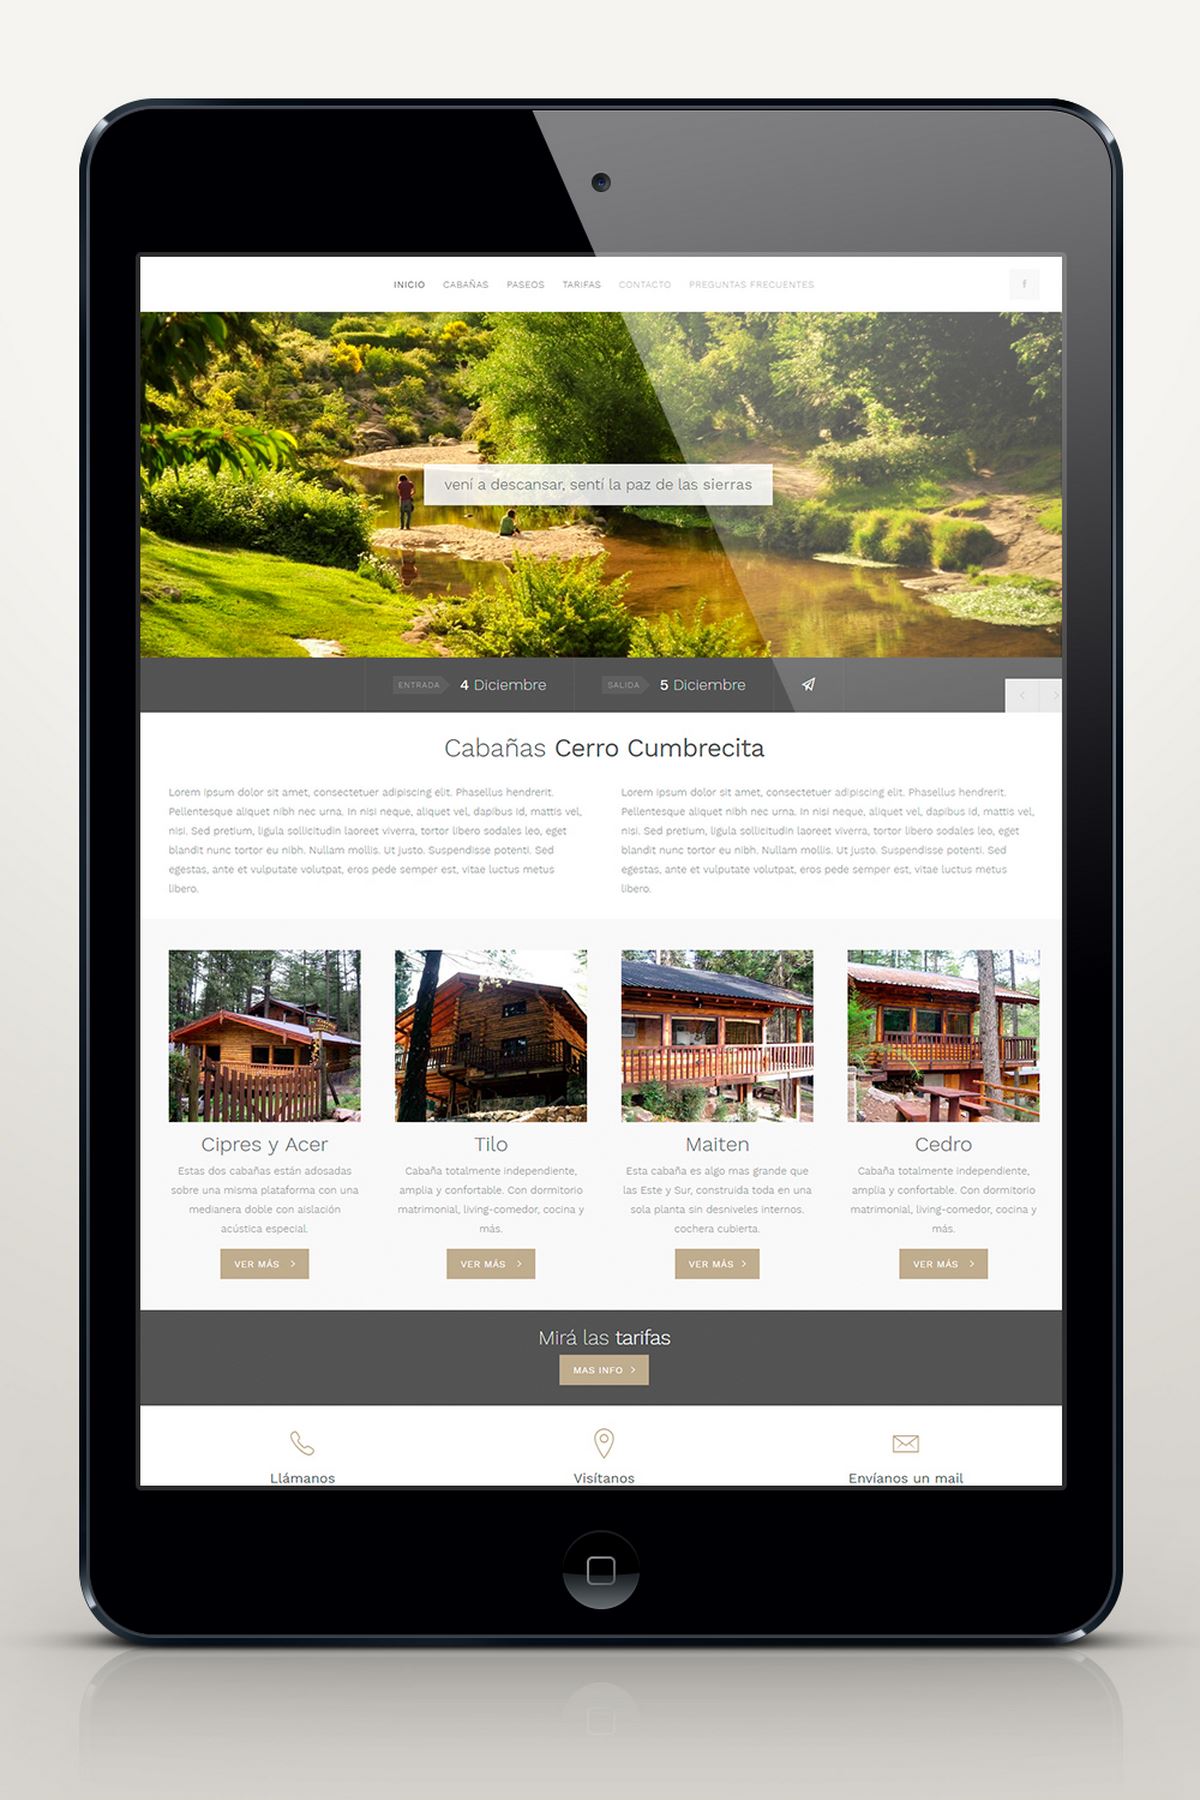 INICIO CABAÑAS PASEOS TARIFAS CONTACTO PREGUNTAS FRECUENTES f
vení a descansar, sentí la paz de las sierras
ENTRADA 4 Diciembre SALIDA 5 Diciembre
Cabañas Cerro Cumbrecita
Lorem ipsum dolor sit amet, consectetuer adipiscing elit. Phasellus hendrerit.
Pellentesque aliquet nibh nec urna. In nisi neque, aliquet vel, dapibus id, mattis vel,
nisi. Sed pretium, ligula sollicitudin laoreet viverra, tortor libero sodales leo, eget
blandit nunc tortor eu nibh. Nullam mollis. Ut justo. Suspendisse potenti. Sed
egestas, ante et vulputate volutpat, eros pede semper est, vitae luctus metus
libero.
Lorem ipsum dolor sit amet, consectetuer adipiscing elit. Phasellus hendrerit.
Pellentesque aliquet nibh nec urna. In nisi neque, aliquet vel, dapibus id, mattis vel,
nisi. Sed pretium, ligula sollicitudin laoreet viverra, tortor libero sodales leo, eget
blandit nunc tortor eu nibh. Nullam mollis. Ut justo. Suspendisse potenti. Sed
egestas, ante et vulputate volutpat, eros pede semper est, vitae luctus metus
libero.
Cipres y Acer
Estas dos cabañas están adosadas
sobre una misma plataforma con una
medianera doble con aislación
acústica especial.
VER MÁS
Tilo
Cabaña totalmente independiente,
amplia y confortable. Con dormitorio
matrimonial, living-comedor, cocina y
más.
VER MÁS
Maiten
Esta cabaña es algo mas grande que
las Este y Sur, construida toda en una
sola planta sin desniveles internos.
cochera cubierta.
VER MÁS
Cedro
Cabaña totalmente independiente,
amplia y confortable. Con dormitorio
matrimonial, living-comedor, cocina y
más.
VER MÁS
Mirá las tarifas
MAS INFO
Llámanos
Visítanos
Envíanos un mail